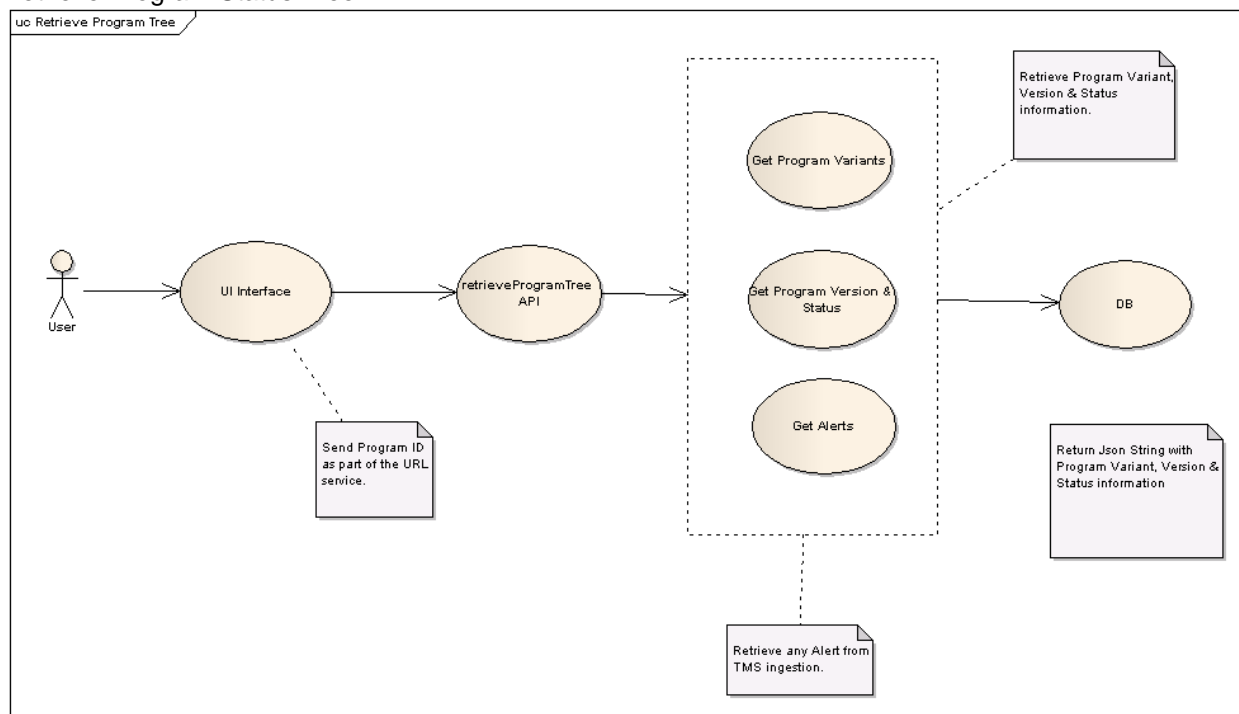 uc Retrieve Program Tree
Retrieve Program Variant,
Version & Status
information.
Get Program Variants
User
UI Interface
retrieveProgramTree
API
Get Program Version &
Status
DB
Get Alerts
Send Program ID
as part of the URL
service.
Return Json String with
Program Variant, Version &
Status information
Retrieve any Alert from
TMS ingestion.